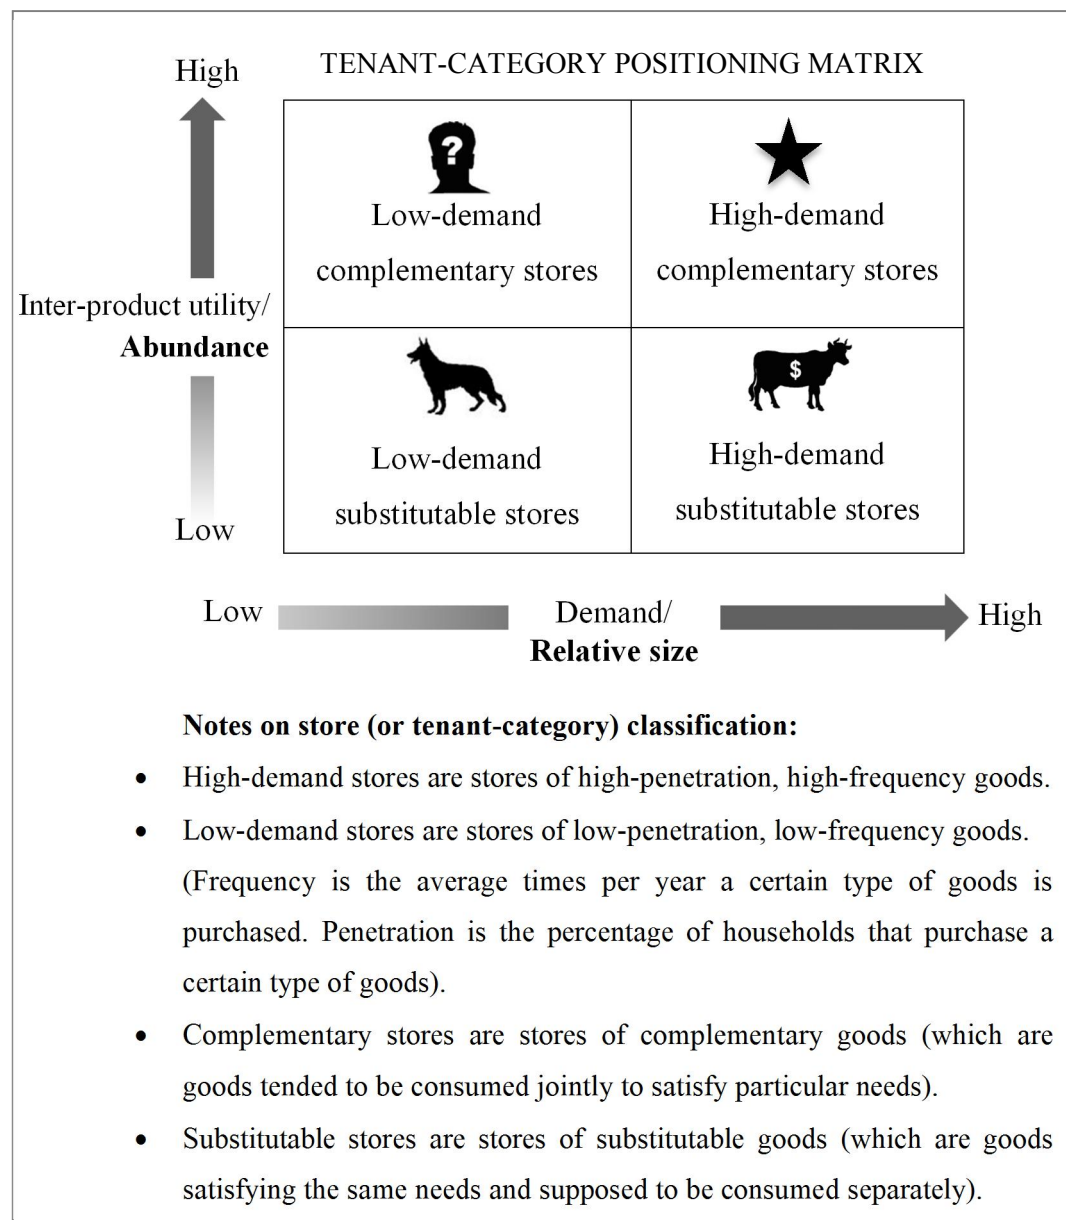 TENANT-CATEGORY POSITIONING MATRIX
High
?
Low-demand
complementary stores
High-demand
complementary stores
Inter-product utility/
Abundance
Low-demand
substitutable stores
$
High-demand
substitutable stores
Low
Low
Demand/
Relative size
High
Notes on store (or tenant-category) classification:
• High-demand stores are stores of high-penetration, high-frequency goods.
• Low-demand stores are stores of low-penetration, low-frequency goods.
(Frequency is the average times per year a certain type of goods is
purchased. Penetration is the percentage of households that purchase a
certain type of goods).
• Complementary stores are stores of complementary goods (which are
goods tended to be consumed jointly to satisfy particular needs).
• Substitutable stores are stores of substitutable goods (which are goods
satisfying the same needs and supposed to be consumed separately).